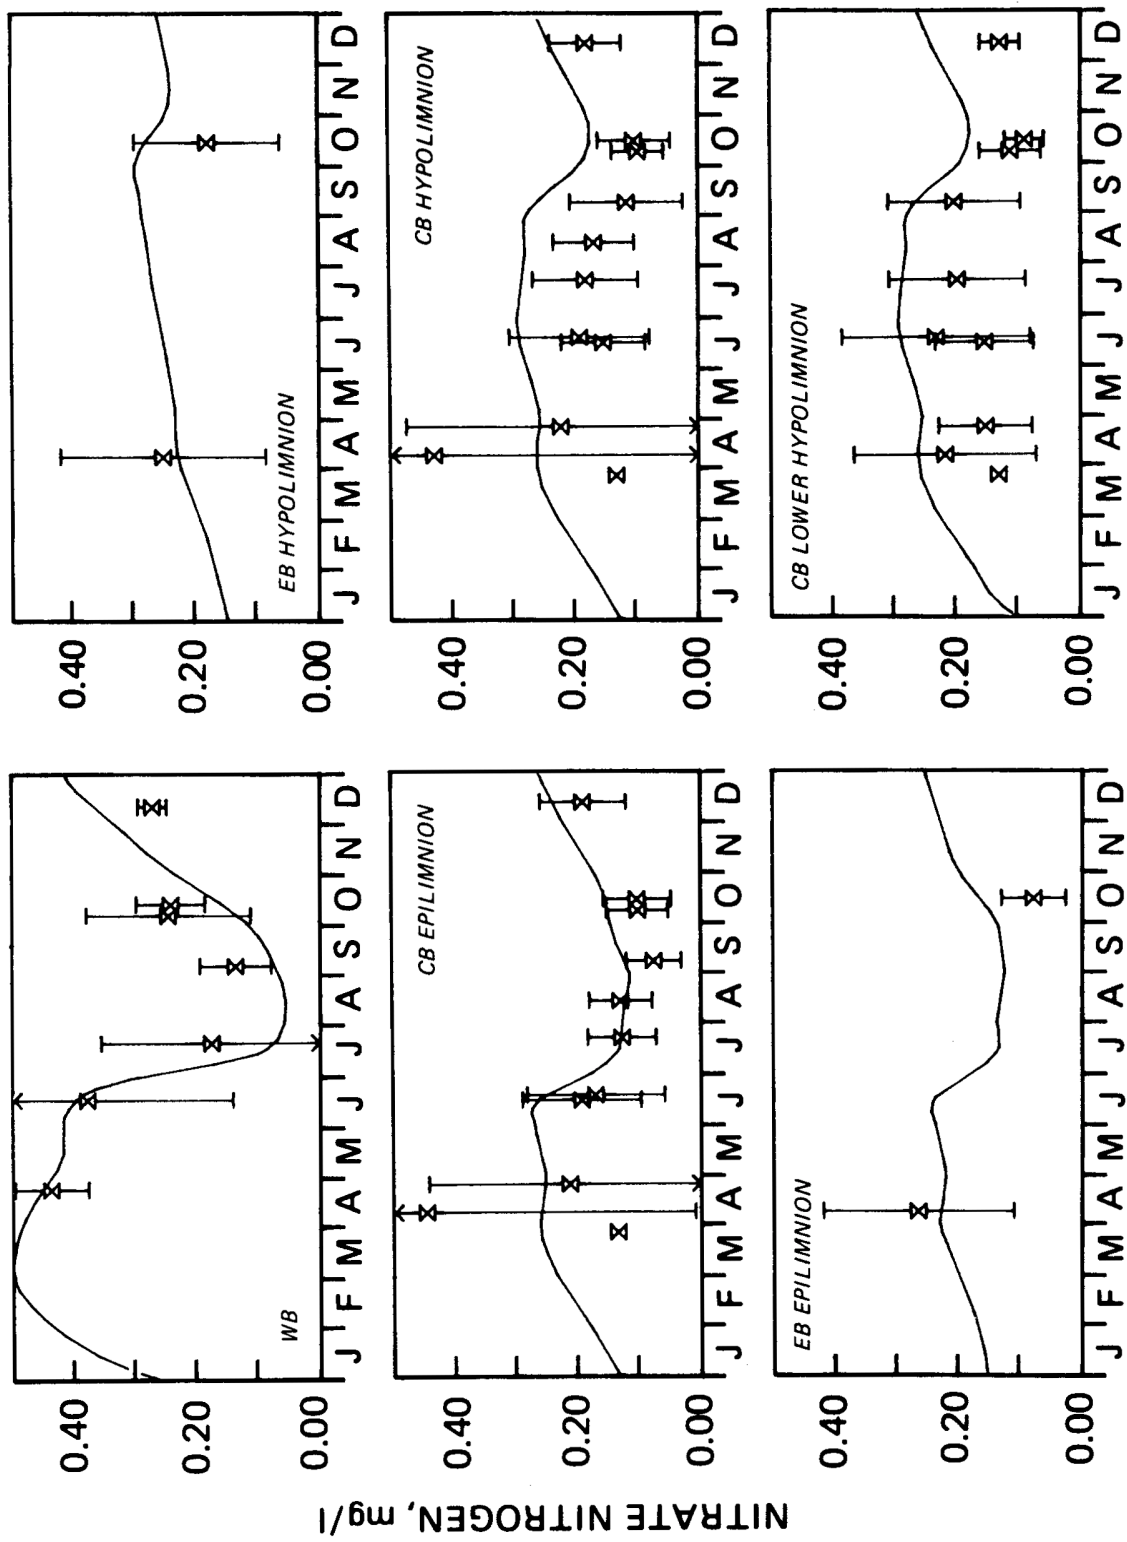 NITRATE NITROGEN, mg/l
0.40
0.20
0.00
WB
J F M A M J J A S O N D
0.40
0.20
0.00
EB HYPOLIMNION
J F M A M J J A S O N D
0.40
0.20
0.00
CB EPILIMNION
J F M A M J J A S O N D
0.40
0.20
0.00
CB HYPOLIMNION
J F M A M J J A S O N D
0.40
0.20
0.00
EB EPILIMNION
J F M A M J J A S O N D
0.40
0.20
0.00
CB LOWER HYPOLIMNION
J F M A M J J A S O N D